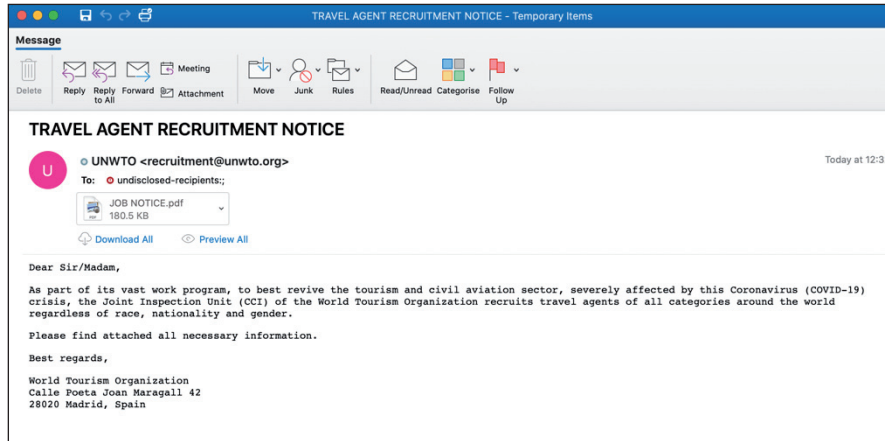 TRAVEL AGENT RECRUITMENT NOTICE - Temporary Items
Message
Delete
Reply
Reply to All
Forward
Meeting
Attachment
Move
Junk
Rules
Read/Unread
Categorise
Follow Up
TRAVEL AGENT RECRUITMENT NOTICE
U
UNWTO <recruitment@unwto.org>
Today at 12:3
To: undisclosed-recipients:;
JOB NOTICE.pdf
180.5 KB
Download All
Preview All
Dear Sir/Madam,
As part of its vast work program, to best revive the tourism and civil aviation sector, severely affected by this Coronavirus (COVID-19)
crisis, the Joint Inspection Unit (CCI) of the World Tourism Organization recruits travel agents of all categories around the world
regardless of race, nationality and gender.
Please find attached all necessary information.
Best regards,
World Tourism Organization
Calle Poeta Joan Maragall 42
28020 Madrid, Spain